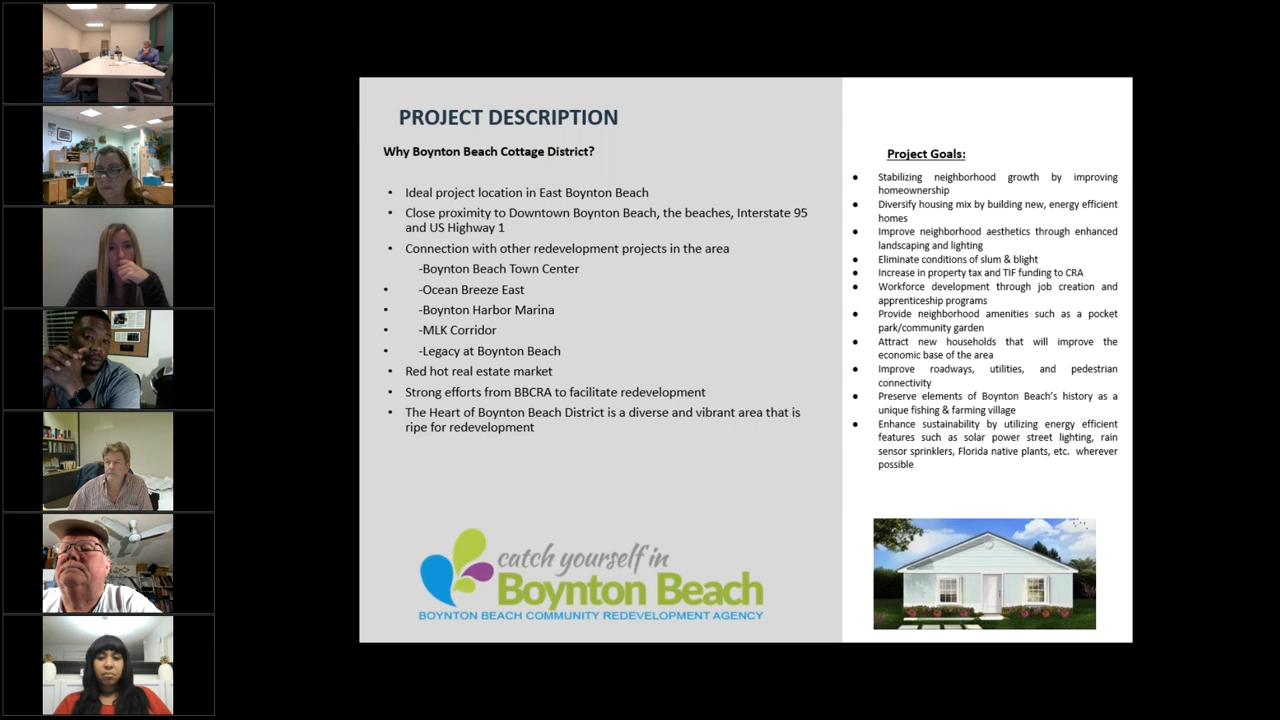 PROJECT DESCRIPTION
Why Boynton Beach Cottage District?
• Ideal project location in East Boynton Beach
• Close proximity to Downtown Boynton Beach, the beaches, Interstate 95
and US Highway 1
• Connection with other redevelopment projects in the area
-Boynton Beach Town Center
• -Ocean Breeze East
• -Boynton Harbor Marina
• -MLK Corridor
• -Legacy at Boynton Beach
• Red hot real estate market
• Strong efforts from BBCRA to facilitate redevelopment
• The Heart of Boynton Beach District is a diverse and vibrant area that is
ripe for redevelopment
catch yourself in
Boynton Beach
BOYNTON BEACH COMMUNITY REDEVELOPMENT AGENCY
Project Goals:
● Stabilizing neighborhood growth by improving
homeownership
● Diversify housing mix by building new, energy efficient
homes
● Improve neighborhood aesthetics through enhanced
landscaping and lighting
● Eliminate conditions of slum & blight
● Increase in property tax and TIF funding to CRA
● Workforce development through job creation and
apprenticeship programs
● Provide neighborhood amenities such as a pocket
park/community garden
● Attract new households that will improve the
economic base of the area
● Improve roadways, utilities, and pedestrian
connectivity
● Preserve elements of Boynton Beach’s history as a
unique fishing & farming village
● Enhance sustainability by utilizing energy efficient
features such as solar power street lighting, rain
sensor sprinklers, Florida native plants, etc. wherever
possible